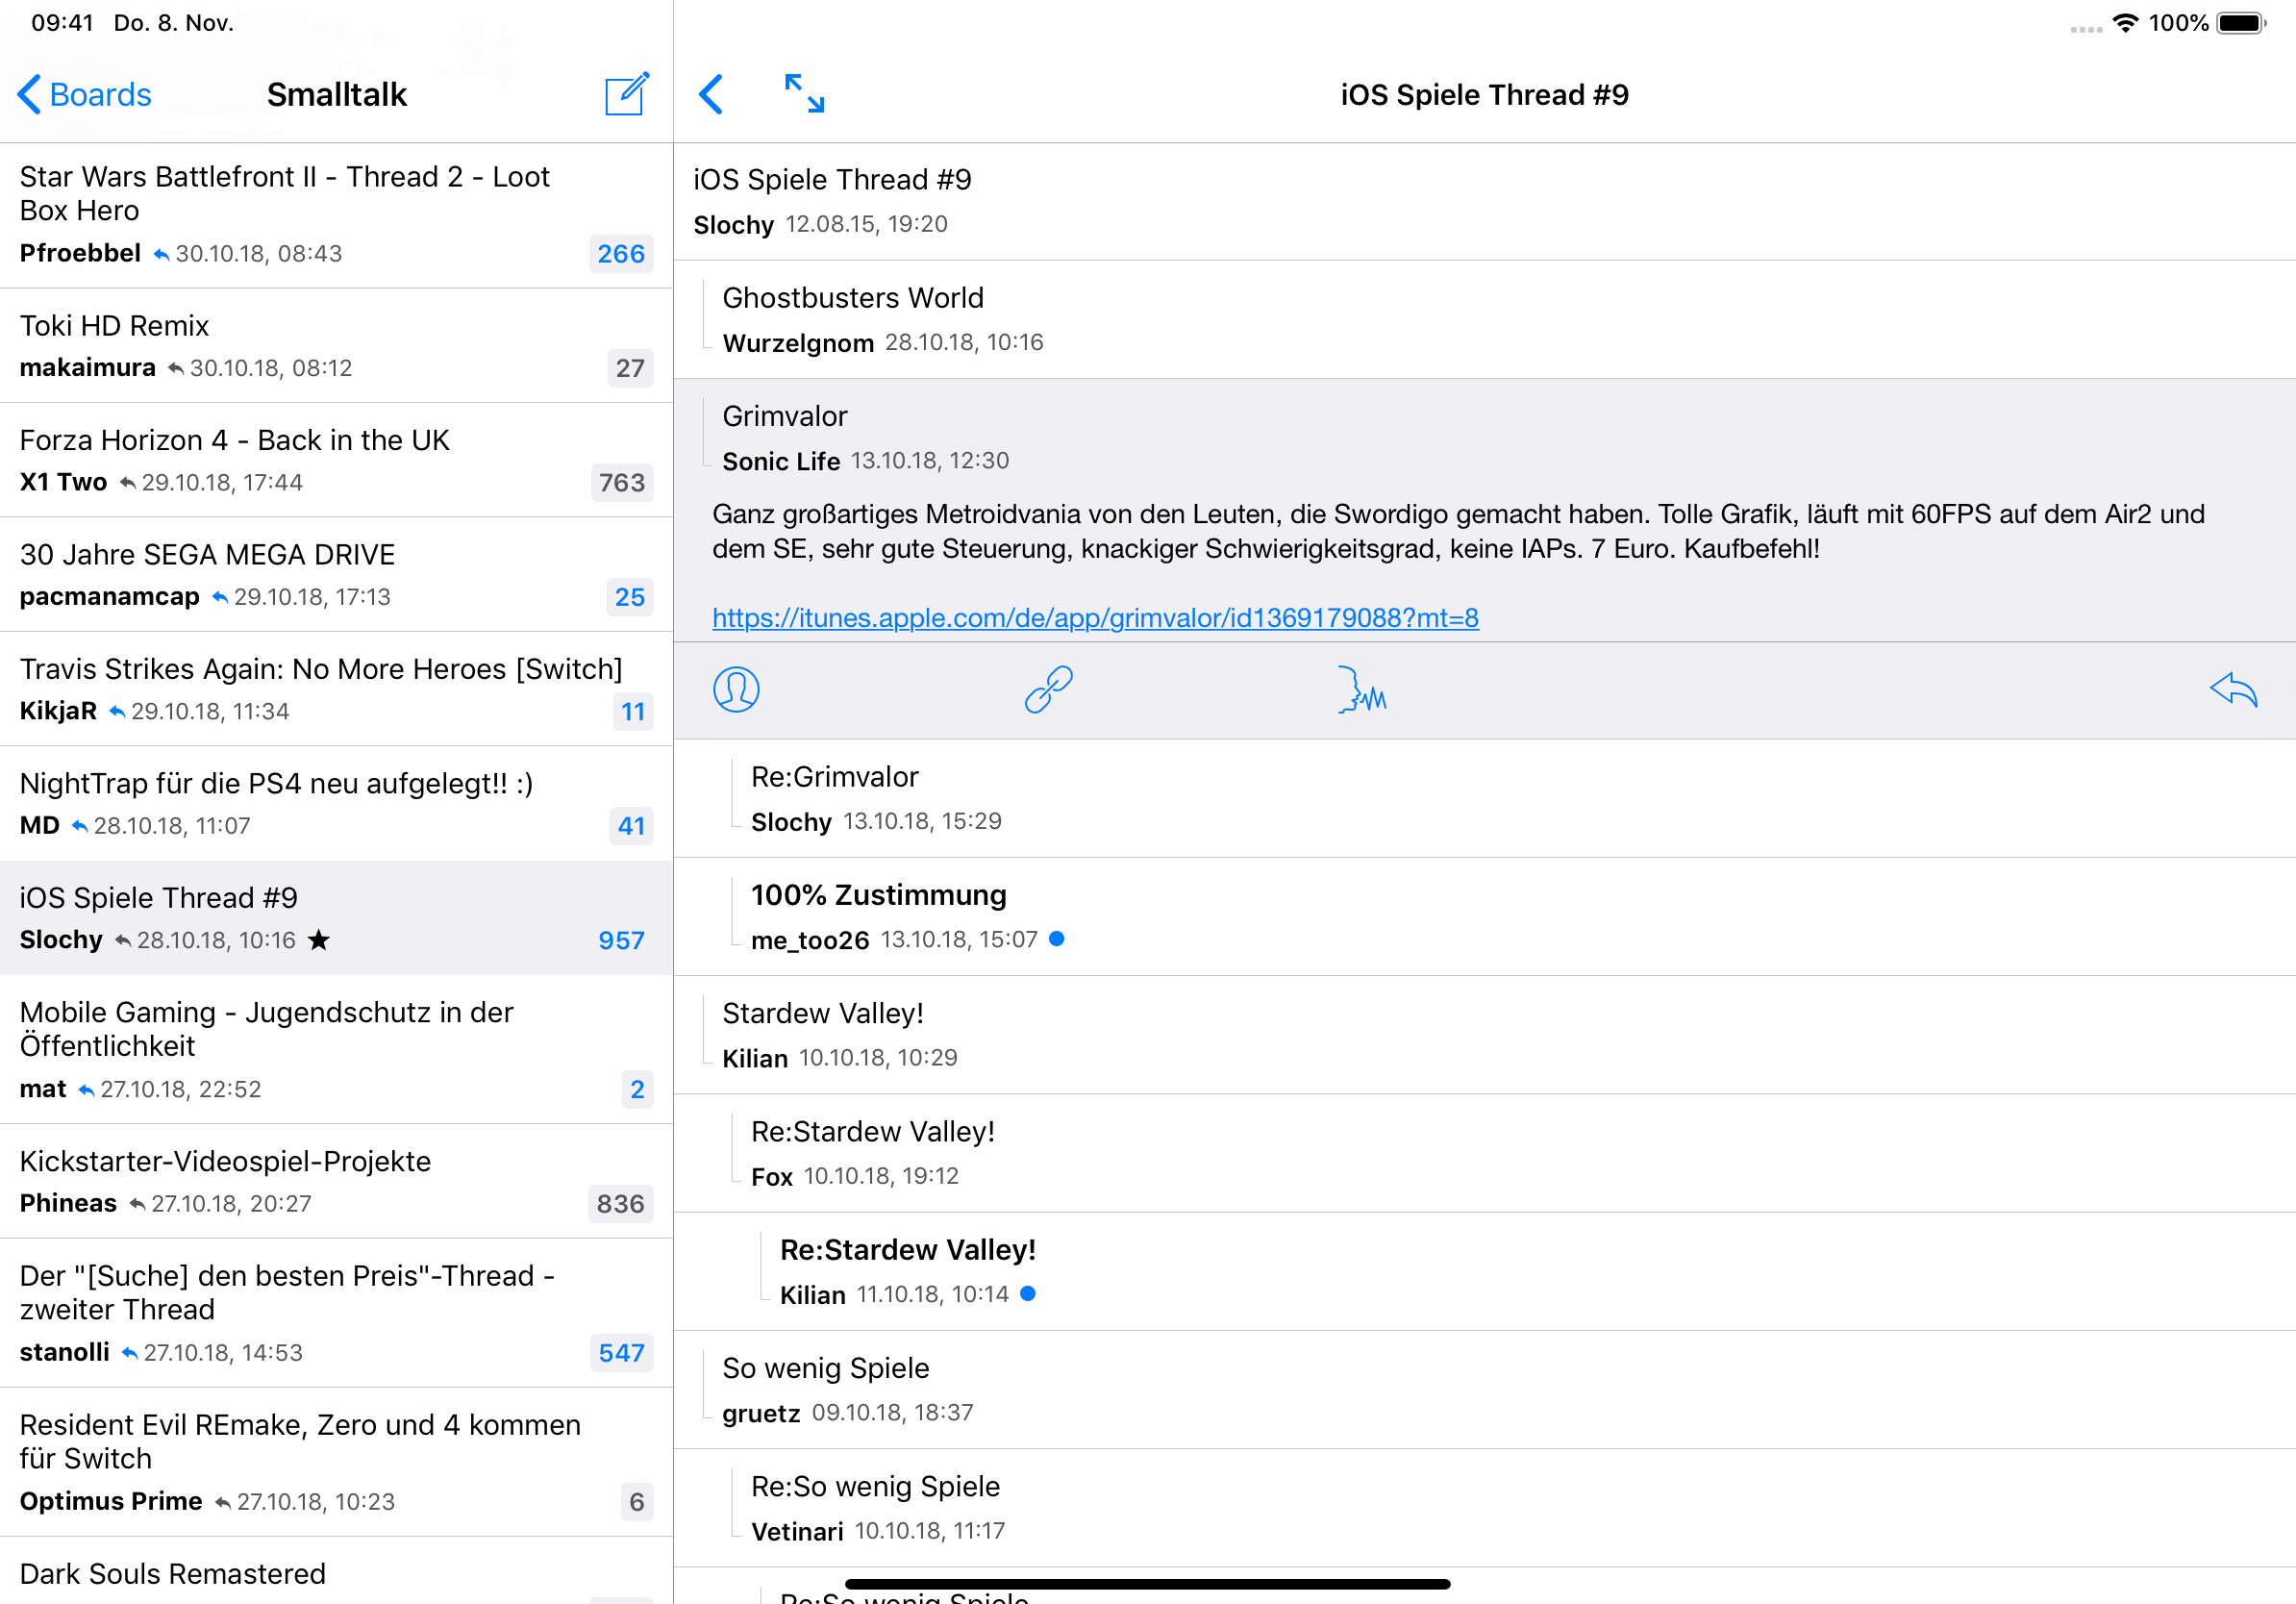 09:41 Do. 8. Nov.
100%
Boards
Smalltalk
Star Wars Battlefront II - Thread 2 - Loot
Box Hero
Pfroebbel 30.10.18, 08:43
266
Toki HD Remix
makaimura 30.10.18, 08:12
27
Forza Horizon 4 - Back in the UK
X1 Two 29.10.18, 17:44
763
30 Jahre SEGA MEGA DRIVE
pacmanamcap 29.10.18, 17:13
25
Travis Strikes Again: No More Heroes [Switch]
KikjaR 29.10.18, 11:34
11
NightTrap für die PS4 neu aufgelegt!! :)
MD 28.10.18, 11:07
41
iOS Spiele Thread #9
Slochy 28.10.18, 10:16 ★
957
Mobile Gaming - Jugendschutz in der
Öffentlichkeit
mat 27.10.18, 22:52
2
Kickstarter-Videospiel-Projekte
Phineas 27.10.18, 20:27
836
Der "[Suche] den besten Preis"-Thread -
zweiter Thread
stanolli 27.10.18, 14:53
547
Resident Evil REmake, Zero und 4 kommen
für Switch
Optimus Prime 27.10.18, 10:23
6
Dark Souls Remastered
iOS Spiele Thread #9
iOS Spiele Thread #9
Slochy 12.08.15, 19:20
Ghostbusters World
Wurzelgnom 28.10.18, 10:16
Grimvalor
Sonic Life 13.10.18, 12:30
Ganz großartiges Metroidvania von den Leuten, die Swordigo gemacht haben. Tolle Grafik, läuft mit 60FPS auf dem Air2 und
dem SE, sehr gute Steuerung, knackiger Schwierigkeitsgrad, keine IAPs. 7 Euro. Kaufbefehl!
https://itunes.apple.com/de/app/grimvalor/id1369179088?mt=8
Re:Grimvalor
Slochy 13.10.18, 15:29
100% Zustimmung
me_too26 13.10.18, 15:07
Stardew Valley!
Kilian 10.10.18, 10:29
Re:Stardew Valley!
Fox 10.10.18, 19:12
Re:Stardew Valley!
Kilian 11.10.18, 10:14
So wenig Spiele
gruetz 09.10.18, 18:37
Re:So wenig Spiele
Vetinari 10.10.18, 11:17
Re:So wenig Spiele